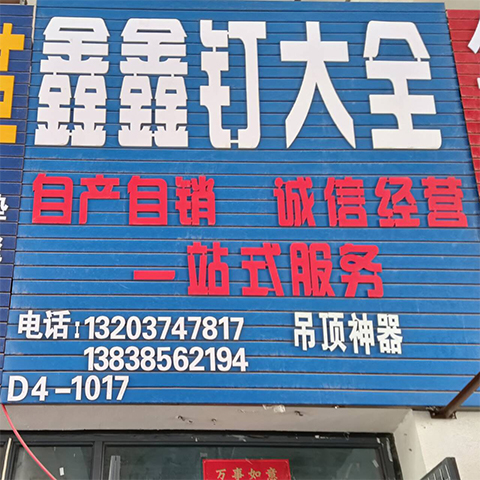 鑫鑫钉大全
自产自销 诚信经营
一站式服务
电话:13203747817 吊顶神器
13838562194
D4-1017
万事如意